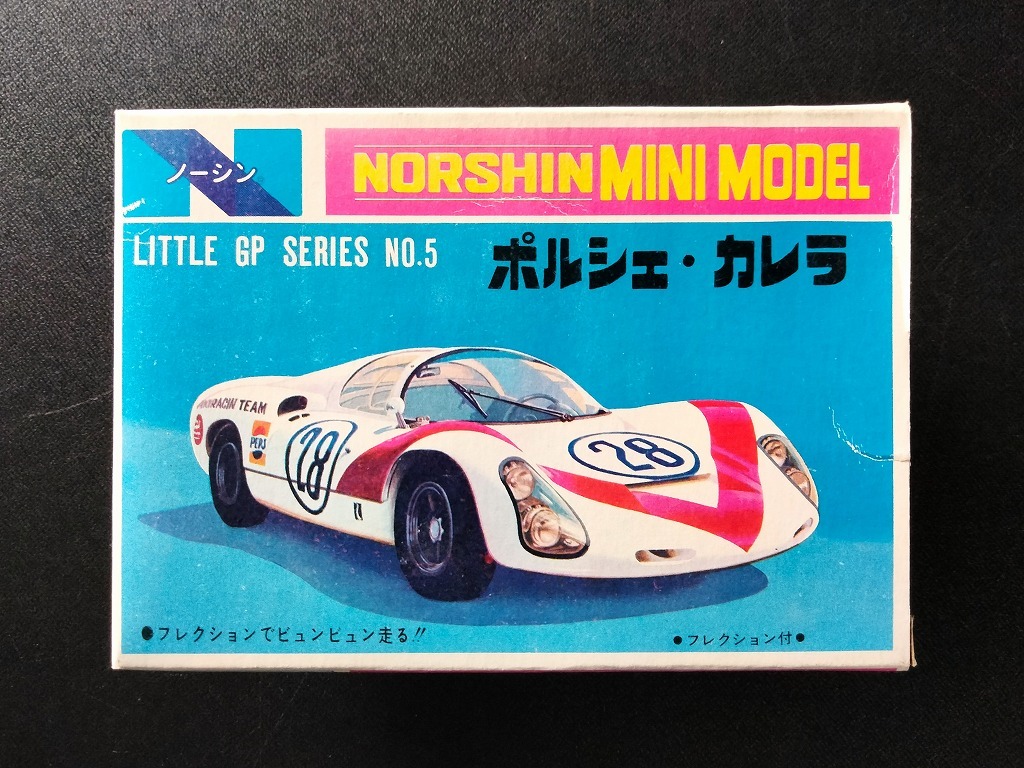 ノーシン
NORSHIN MINI MODEL
LITTLE GP SERIES NO.5
ポルシェ・カレラ
TEAM
28
28
●フレクションでビュンビュン走る!!
●フレクション付●